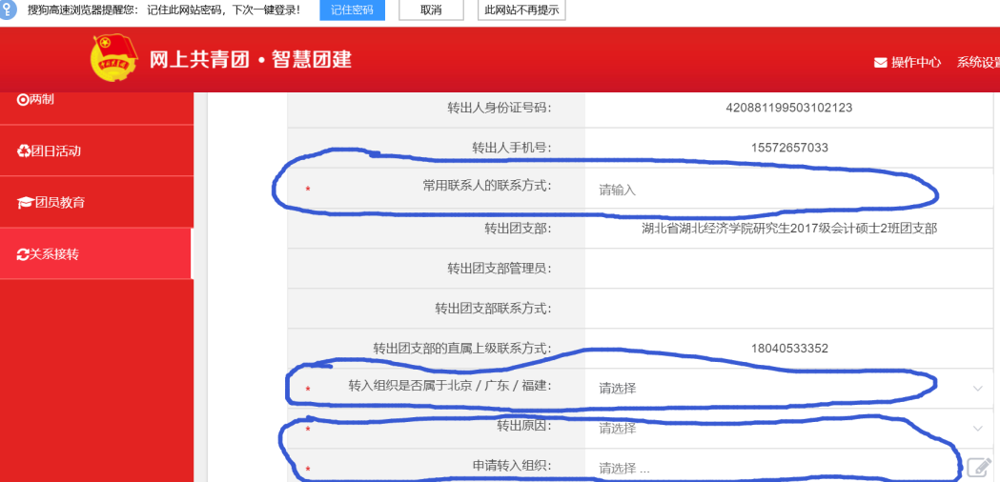 搜狗高速浏览器提醒您： 记住此网站密码，下次一键登录！ 记住密码 取消 此网站不再提示
网上共青团·智慧团建 操作中心 系统设置
两制
团日活动
团员教育
关系接转
转出人身份证号码： 420881199503102123
转出人手机号： 15572657033
* 常用联系人的联系方式： 请输入
转出团支部： 湖北省湖北经济学院研究生2017级会计硕士2班团支部
转出团支部管理员：
转出团支部联系方式：
转出团支部的直属上级联系方式： 18040533352
* 转入组织是否属于北京 / 广东 / 福建： 请选择
* 转出原因： 请选择
* 申请转入组织： 请选择 ...